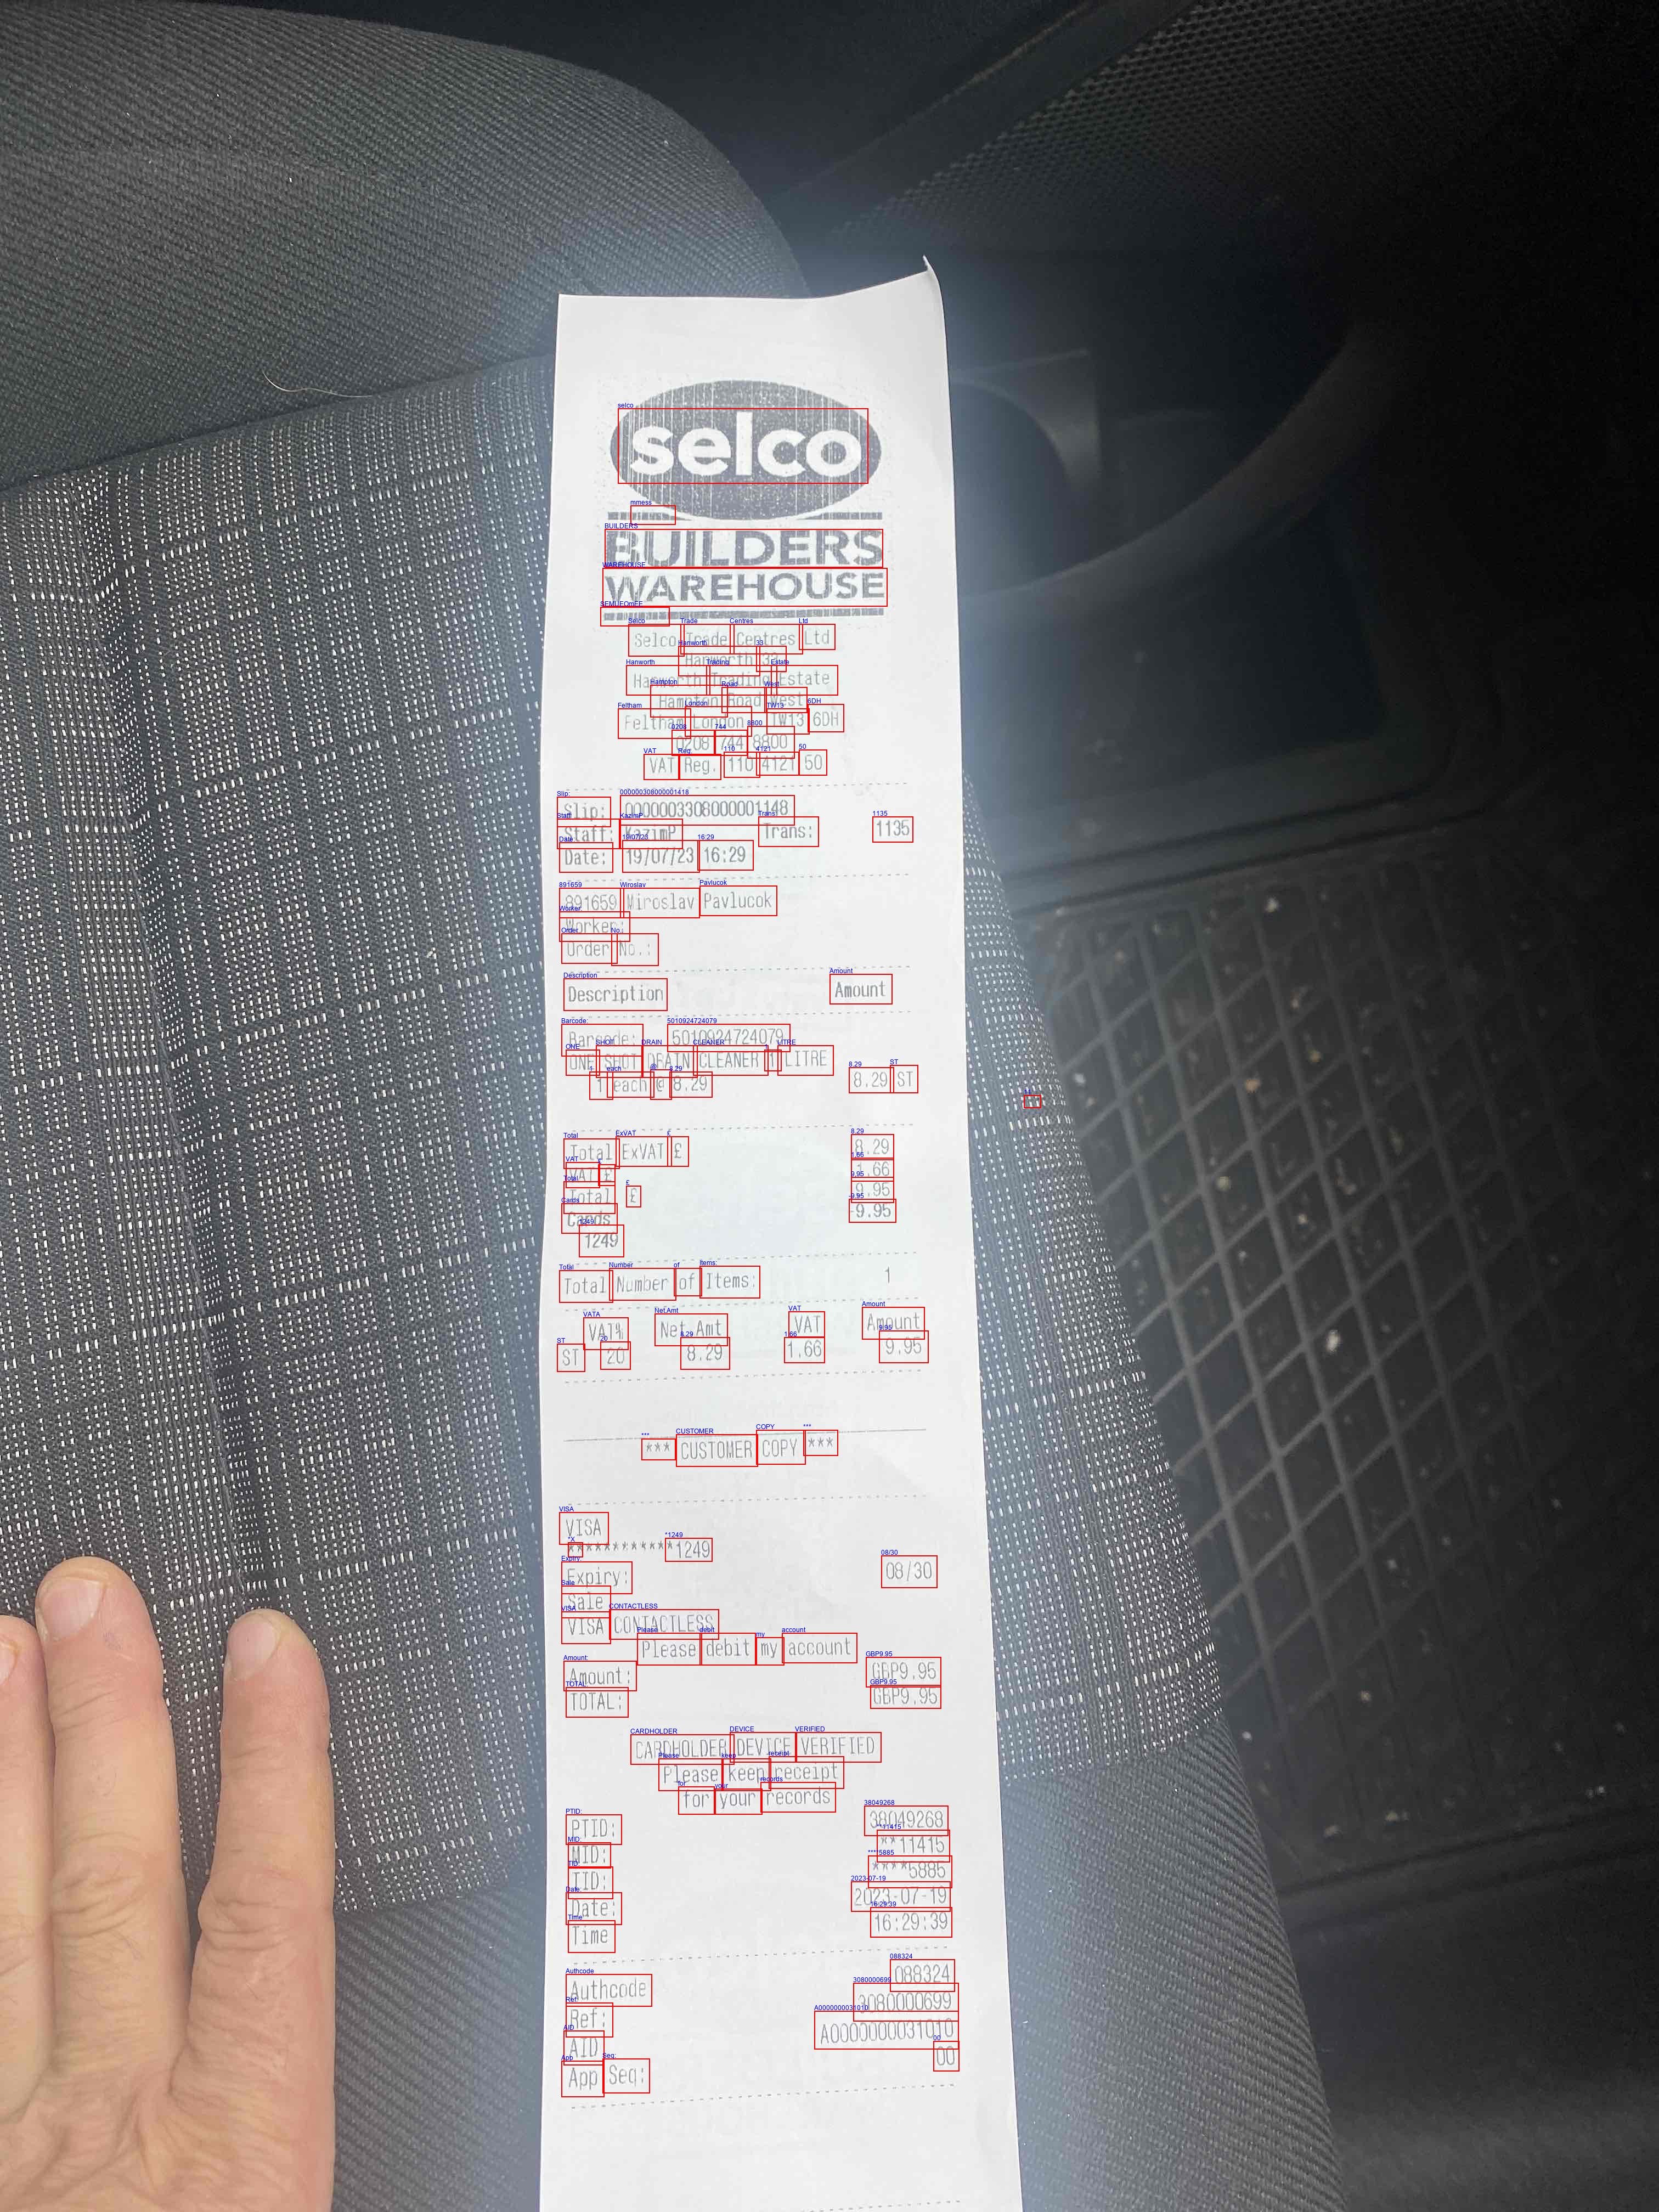 selco
BUILDERS
WAREHOUSE
Selco Trade Centres Ltd
Hanworth 33
Hanworth Trading Estate
Hampton Road West
Feltham London TW13 6DH
0208 744 8800
VAT Reg. 110 4121 50
Slip: 0000003308000001148
Staff: KazimP Trans: 1135
Date: 19/07/23 16:29
891659 Miroslav Pavlucok
Worker:
Order No.:
Description Amount
Barcode: 5010924724079
ONE SHOT DRAIN CLEANER 1 LITRE
1 each @ 8.29 8.29 ST
Total ExVAT £ 8.29
VAT £ 1.66
Total £ 9.95
Cards -9.95
1249
Total Number of Items: 1
VAT% Net.Amt VAT Amount
ST 20 8.29 1.66 9.95
*** CUSTOMER COPY ***
VISA
************1249
Expiry: 08/30
Sale
VISA CONTACTLESS
Please debit my account
Amount: GBP9.95
TOTAL: GBP9.95
CARDHOLDER DEVICE VERIFIED
Please keep receipt
for your records
PTID: 38049268
MID: **11415
TID: ****5885
Date: 2023-07-19
Time 16:29:39
Authcode 088324
Ref: 3080000699
AID A0000000031010
App Seq: 00